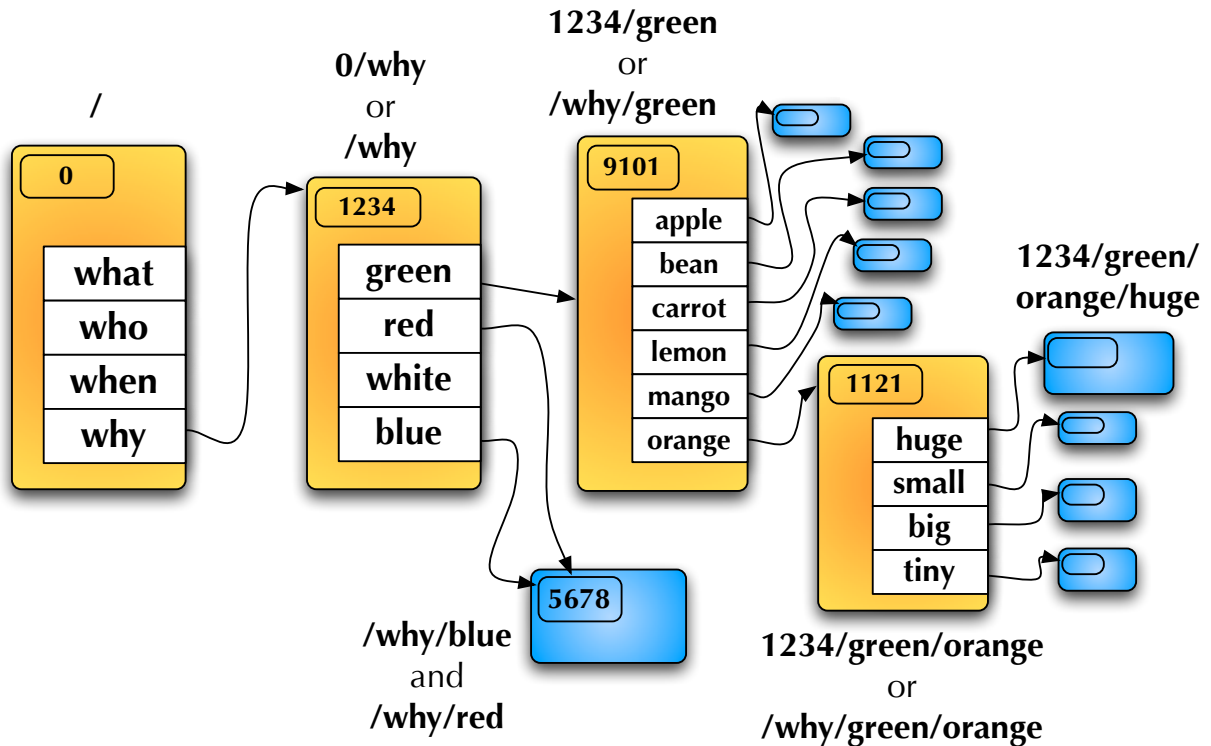 /
0
what
who
when
why
0/why
or
/why
1234
green
red
white
blue
1234/green
or
/why/green
9101
apple
bean
carrot
lemon
mango
orange
1234/green/
orange/huge
1121
huge
small
big
tiny
5678
/why/blue
and
/why/red
1234/green/orange
or
/why/green/orange